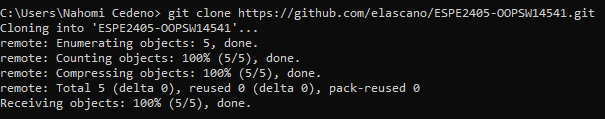 C:\Users\Nahomi Cedeno> git clone https://github.com/elascano/ESPE2405-OOPSW14541.git
Cloning into 'ESPE2405-OOPSW14541'...
remote: Enumerating objects: 5, done.
remote: Counting objects: 100% (5/5), done.
remote: Compressing objects: 100% (5/5), done.
remote: Total 5 (delta 0), reused 0 (delta 0), pack-reused 0
Receiving objects: 100% (5/5), done.